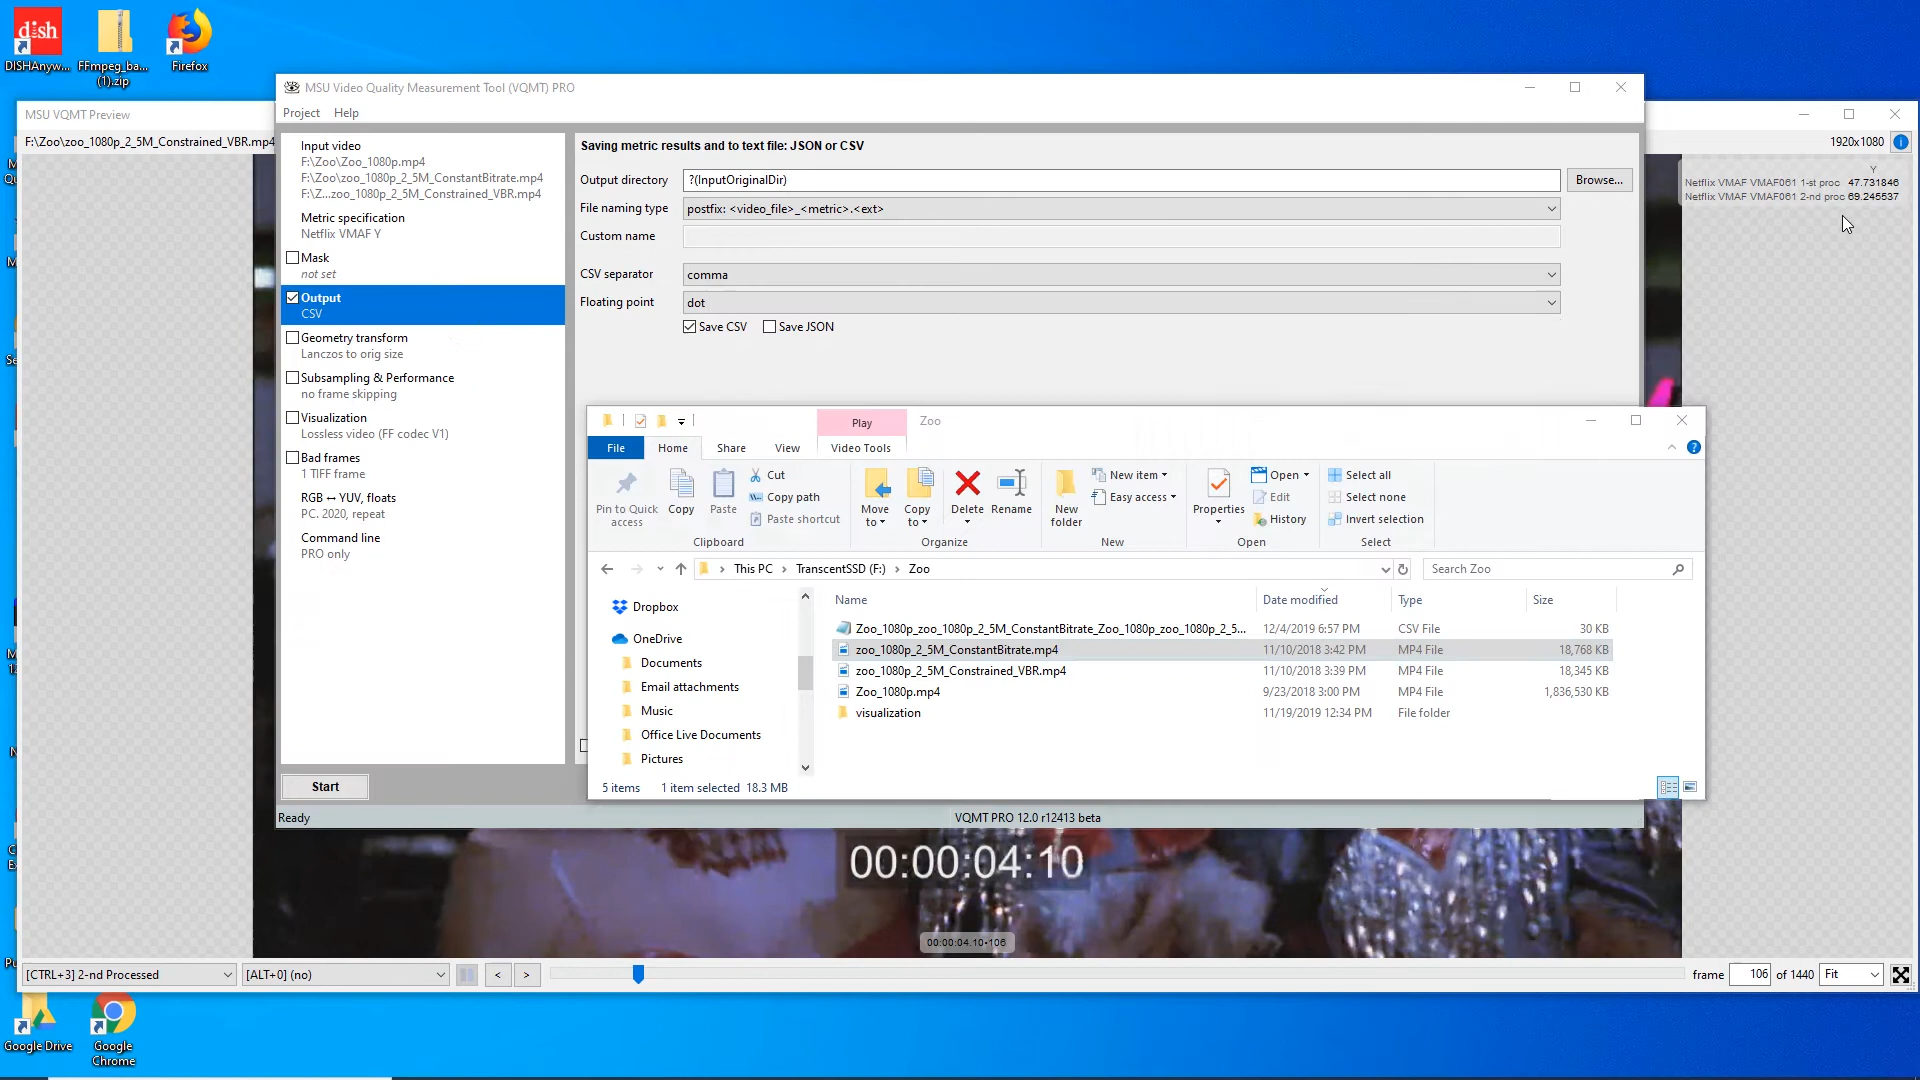 dish
DISHAnyw...
FFmpeg_ba...
(1).zip
Firefox
MSU VQMT Preview
F:\Zoo\zoo_1080p_2_5M_Constrained_VBR.mp4
1920x1080
Y
Netflix VMAF VMAF061 1-st proc 47.731846
Netflix VMAF VMAF061 2-nd proc 69.245537
MSU Video Quality Measurement Tool (VQMT) PRO
Project Help
Input video
F:\Zoo\Zoo_1080p.mp4
F:\Zoo\zoo_1080p_2_5M_ConstantBitrate.mp4
F:\Z...zoo_1080p_2_5M_Constrained_VBR.mp4
Metric specification
Netflix VMAF Y
Mask
not set
Output
CSV
Geometry transform
Lanczos to orig size
Subsampling & Performance
no frame skipping
Visualization
Lossless video (FF codec V1)
Bad frames
1 TIFF frame
RGB ↔ YUV, floats
PC. 2020, repeat
Command line
PRO only
Start
Ready
VQMT PRO 12.0 r12413 beta
Saving metric results and to text file: JSON or CSV
Output directory ?(InputOriginalDir) Browse...
File naming type postfix: <video_file>_<metric>.<ext>
Custom name
CSV separator comma
Floating point dot
Save CSV Save JSON
Play Zoo
File Home Share View Video Tools
Pin to Quick
access
Copy
Paste
Cut
Copy path
Paste shortcut
Clipboard
Move
to
Copy
to
Delete
Rename
Organize
New
folder
New item
Easy access
New
Properties
Open
Edit
History
Open
Select all
Select none
Invert selection
Select
This PC > TranscentSSD (F:) > Zoo
Search Zoo
Dropbox
OneDrive
Documents
Email attachments
Music
Office Live Documents
Pictures
Name Date modified Type Size
Zoo_1080p_zoo_1080p_2_5M_ConstantBitrate_Zoo_1080p_zoo_1080p_2_5... 12/4/2019 6:57 PM CSV File 30 KB
zoo_1080p_2_5M_ConstantBitrate.mp4 11/10/2018 3:42 PM MP4 File 18,768 KB
zoo_1080p_2_5M_Constrained_VBR.mp4 11/10/2018 3:39 PM MP4 File 18,345 KB
Zoo_1080p.mp4 9/23/2018 3:00 PM MP4 File 1,836,530 KB
visualization 11/19/2019 12:34 PM File folder
5 items 1 item selected 18.3 MB
00:00:04:10
00:00:04.10•106
[CTRL+3] 2-nd Processed [ALT+0] (no) < > frame 106 of 1440 Fit
Google Drive
Google
Chrome